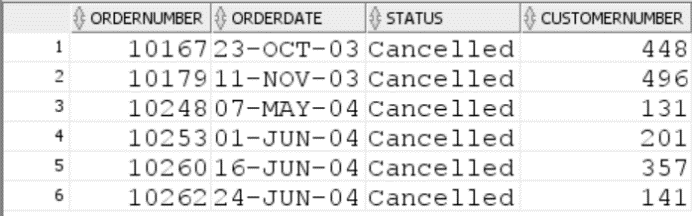 ORDERNUMBER ORDERDATE STATUS CUSTOMERNUMBER
1 10167 23-OCT-03 Cancelled 448
2 10179 11-NOV-03 Cancelled 496
3 10248 07-MAY-04 Cancelled 131
4 10253 01-JUN-04 Cancelled 201
5 10260 16-JUN-04 Cancelled 357
6 10262 24-JUN-04 Cancelled 141